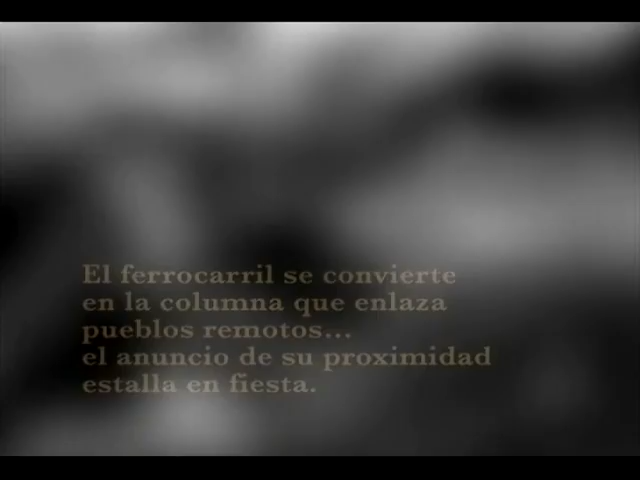 El ferrocarril se convierte
en la columna que enlaza
pueblos remotos...
el anuncio de su proximidad
estalla en fiesta.